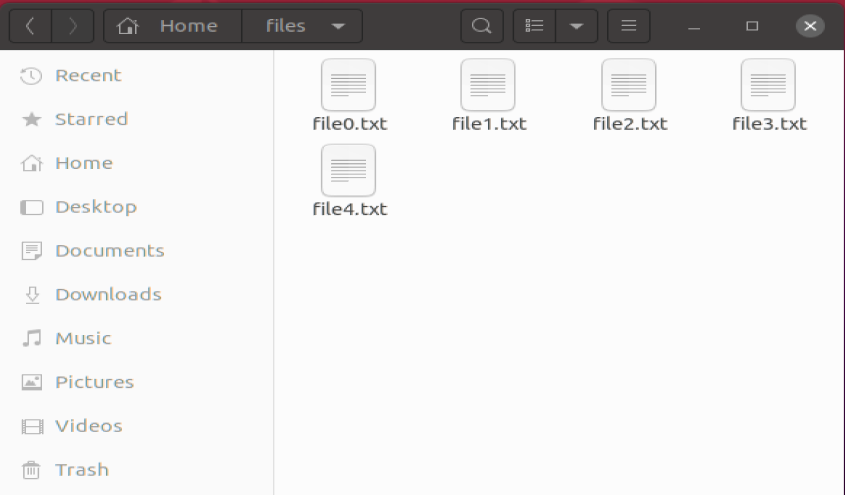 Home files
Recent
Starred
Home
Desktop
Documents
Downloads
Music
Pictures
Videos
Trash
file0.txt file1.txt file2.txt file3.txt
file4.txt